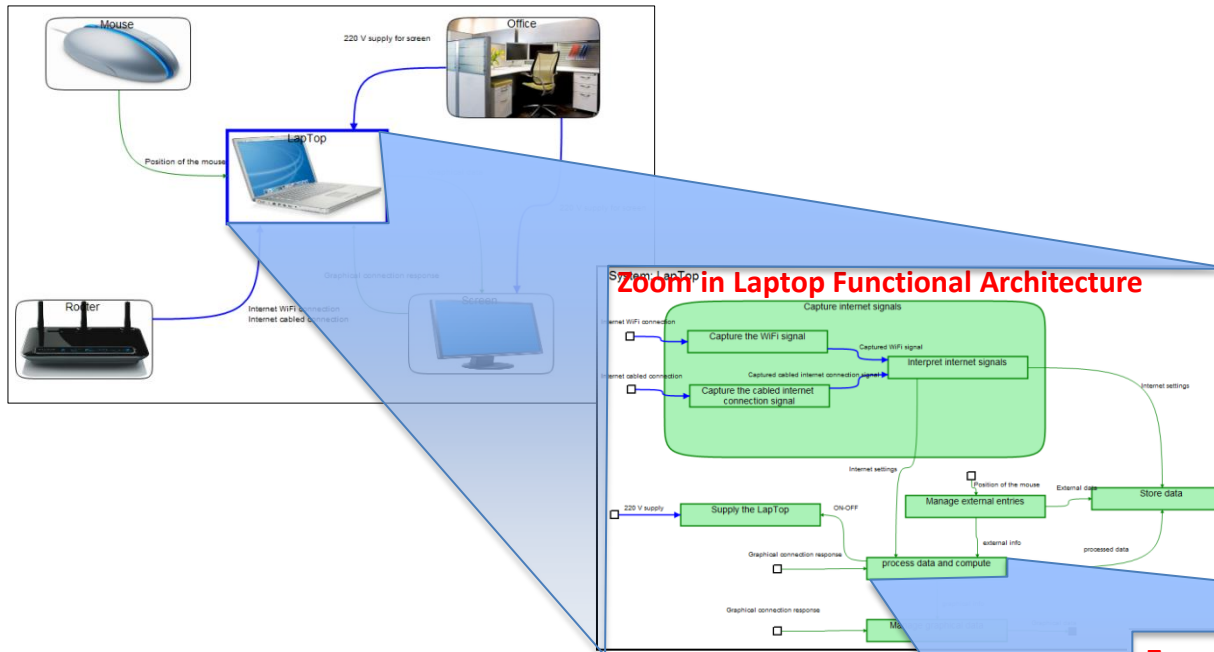 Mouse
Office
220 V supply for screen
LapTop
Position of the mouse
Graphical connection response
Screen
Router
Internet WiFi connection
Internet cabled connection
System: LapTop
Zoom in Laptop Functional Architecture
Capture internet signals
Internet WiFi connection
Capture the WiFi signal
Captured WiFi signal
Interpret internet signals
Internet cabled connection
Captured cabled internet connection signal
Capture the cabled internet
connection signal
Internet settings
Internet settings
Position of the mouse
External data
Store data
Manage external entries
220 V supply
Supply the LapTop
ON-OFF
external info
processed data
Graphical connection response
process data and compute
Graphical connection response